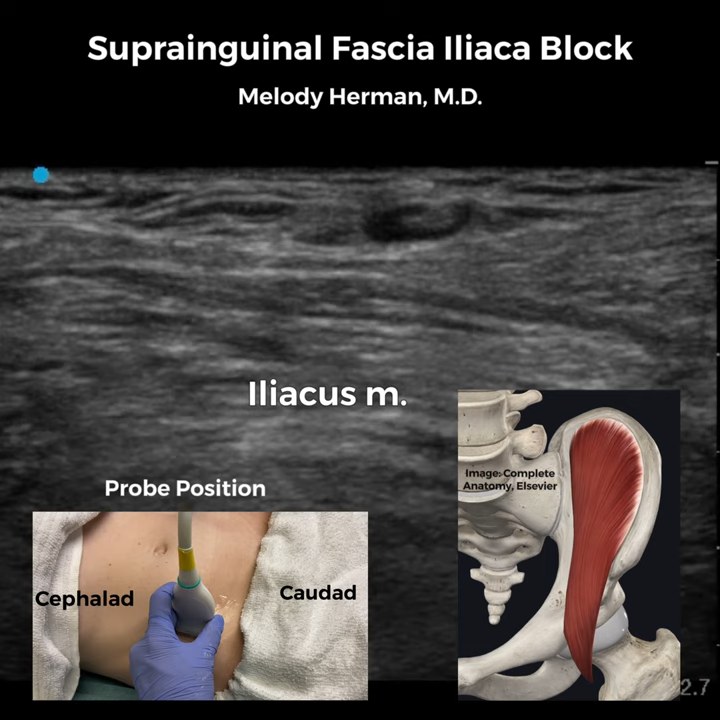 Suprainguinal Fascia Iliaca Block
Melody Herman, M.D.
Iliacus m.
Image: Complete
Anatomy, Elsevier
Probe Position
Cephalad
Caudad
2.7